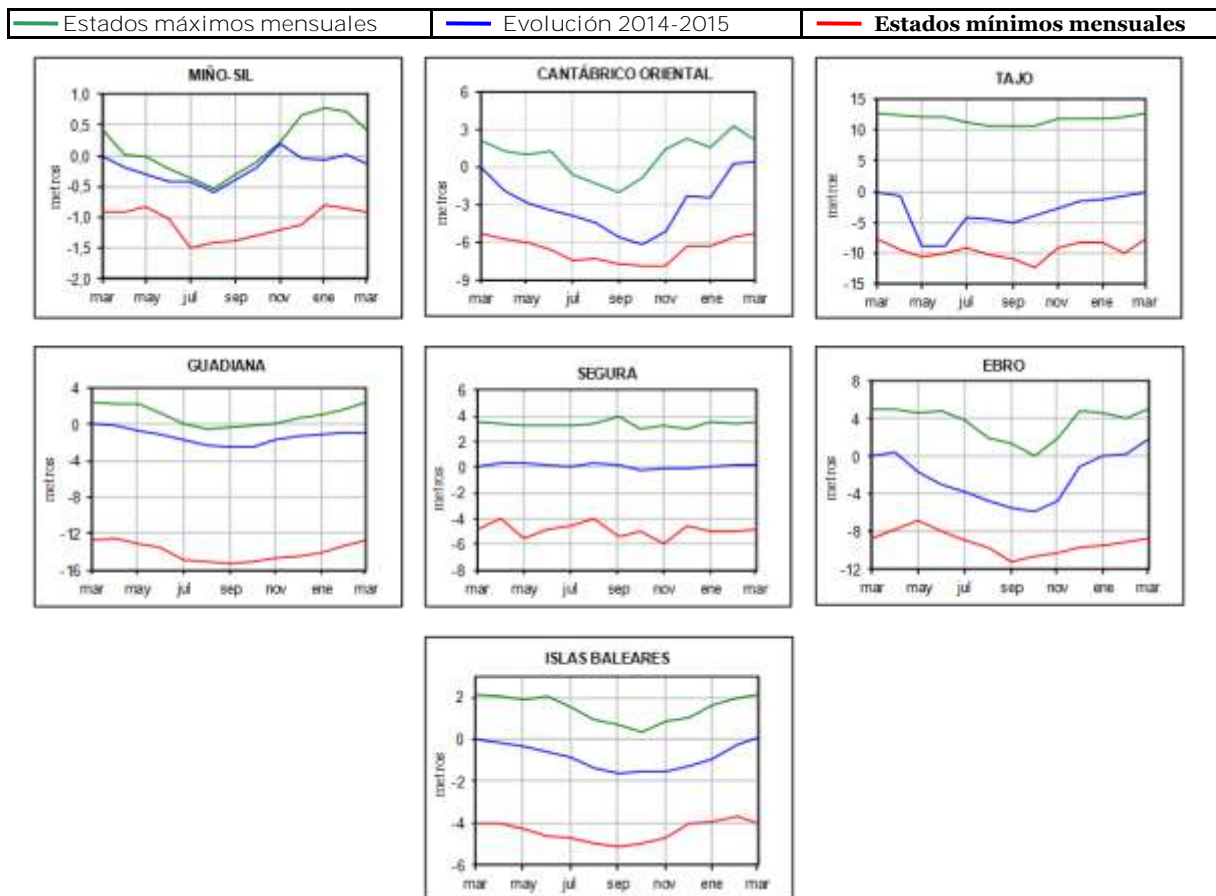 Estados máximos mensuales Evolución 2014-2015 Estados mínimos mensuales
MIÑO-SIL
1,0
0,5
0,0
-0,5
-1,0
-1,5
-2,0
metros
mar may jul sep nov ene mar
CANTÁBRICO ORIENTAL
6
3
0
-3
-6
-9
metros
mar may jul sep nov ene mar
TAJO
15
10
5
0
-5
-10
-15
metros
mar may jul sep nov ene mar
GUADIANA
4
0
-4
-8
-12
-16
metros
mar may jul sep nov ene mar
SEGURA
6
4
2
0
-2
-4
-6
-8
metros
mar may jul sep nov ene mar
EBRO
8
4
0
-4
-8
-12
metros
mar may jul sep nov ene mar
ISLAS BALEARES
2
0
-2
-4
-6
metros
mar may jul sep nov ene mar